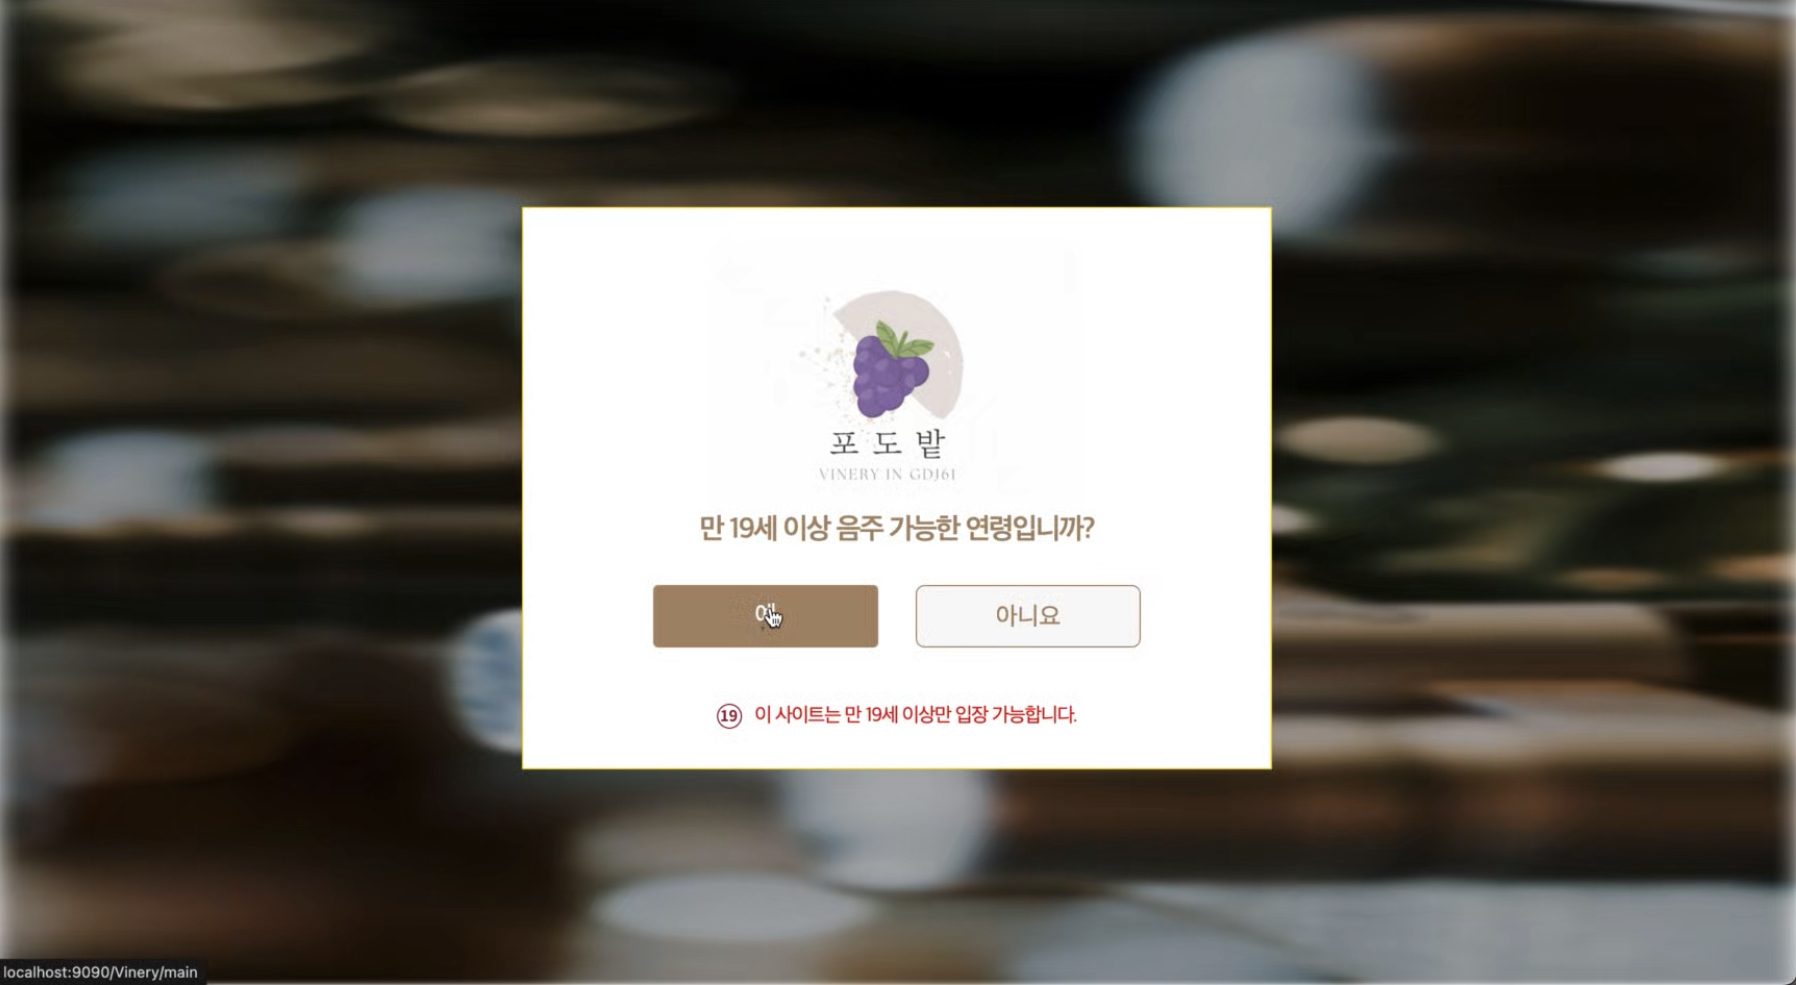 포도밭
VINERY IN GDJ61
만 19세 이상 음주 가능한 연령입니까?
예 아니요
19 이 사이트는 만 19세 이상만 입장 가능합니다.
localhost:9090/Vinery/main